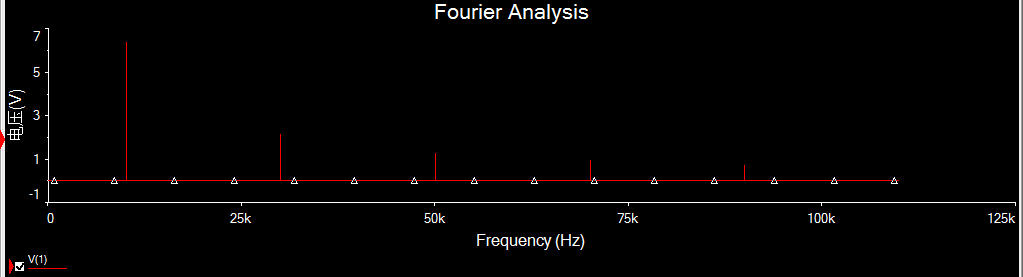 Fourier Analysis
7
5
3
1
-1
电压(V)
0 25k 50k 75k 100k 125k
Frequency (Hz)
V(1)